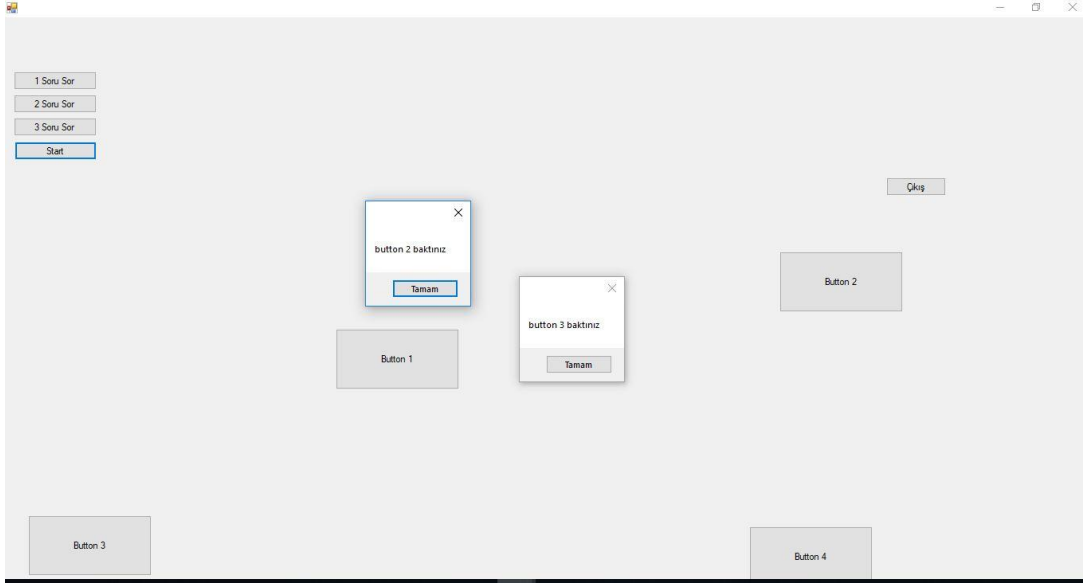 1 Soru Sor
2 Soru Sor
3 Soru Sor
Start
Çıkış
button 2 baktınız
Tamam
Button 2
button 3 baktınız
Tamam
Button 1
Button 3
Button 4